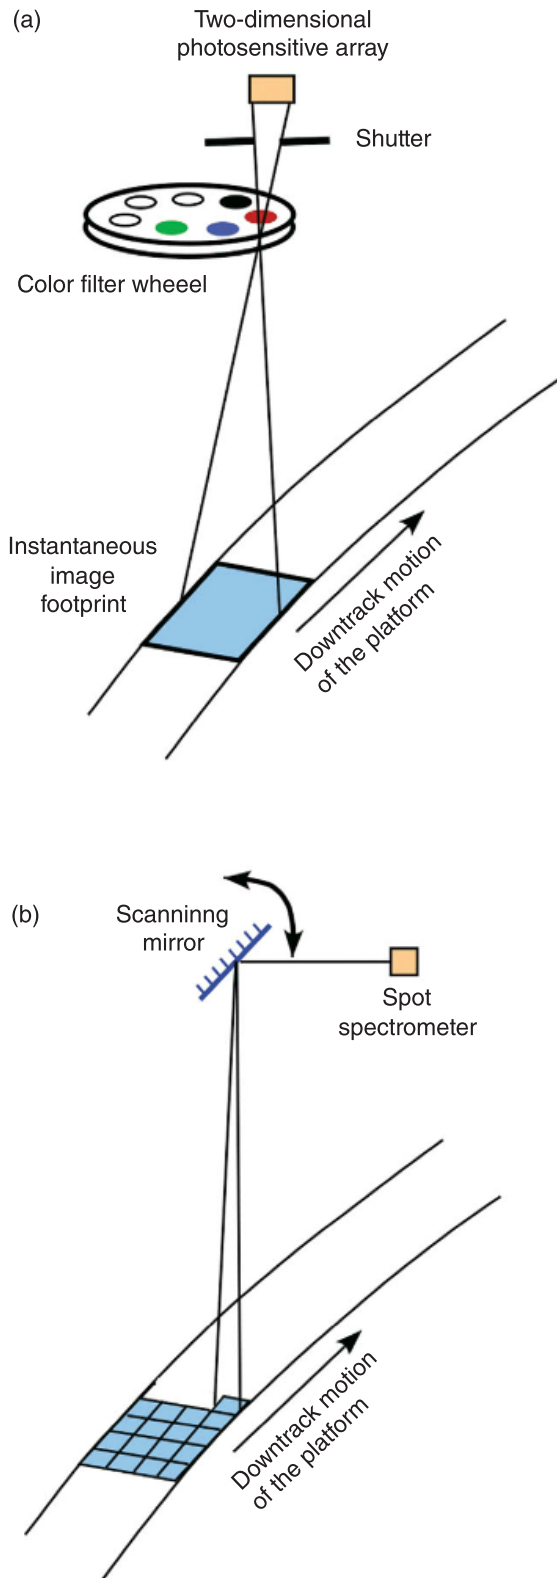 (a)
Two-dimensional
photosensitive array
Shutter
Color filter wheeel
Instantaneous
image
footprint
Downtrack motion
of the platform
(b)
Scanninng
mirror
Spot
spectrometer
Downtrack motion
of the platform